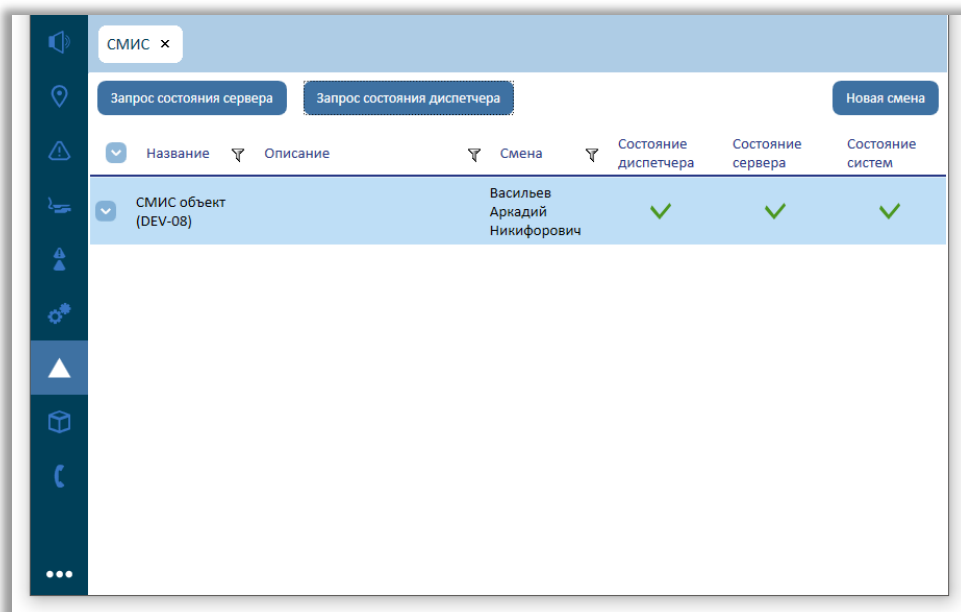 СМИС ×
Запрос состояния сервера Запрос состояния диспетчера Новая смена
Название Описание Смена Состояние диспетчера Состояние сервера Состояние систем
СМИС объект (DEV-08) Васильев Аркадий Никифорович